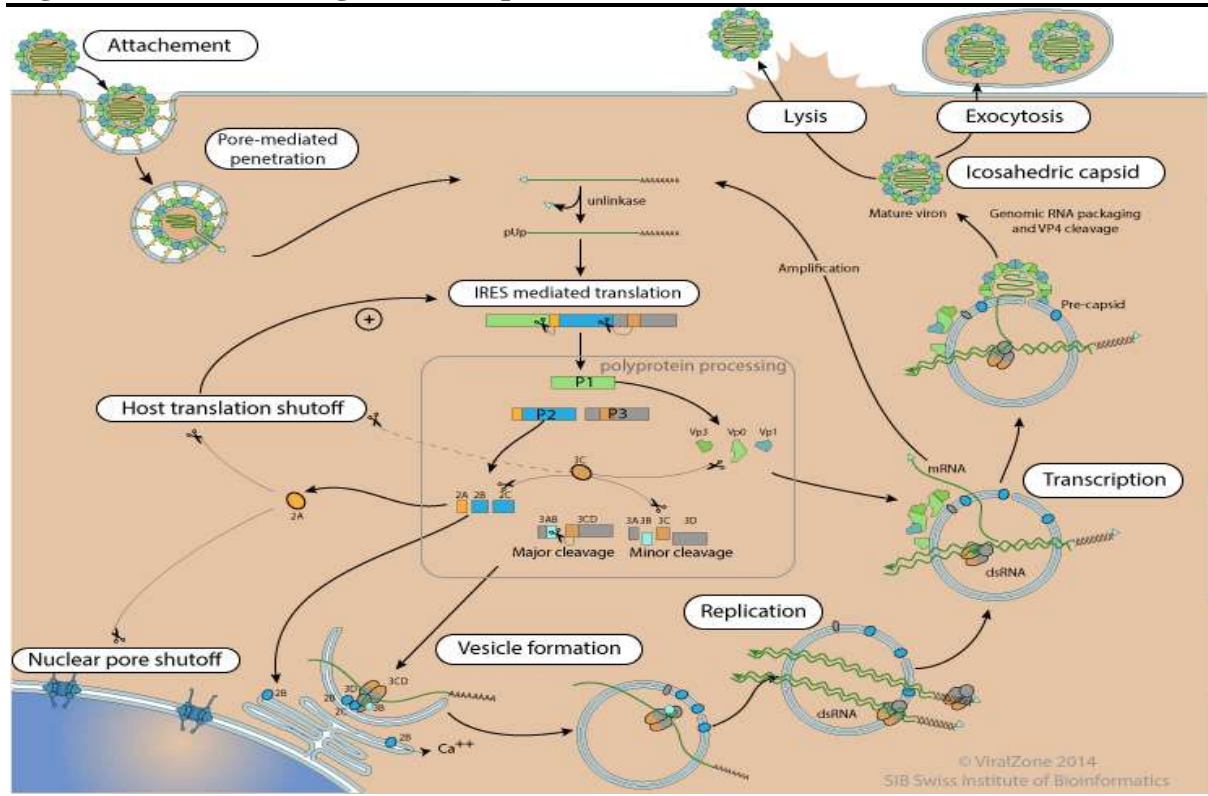 Attachement
Pore-mediated
penetration
Lysis
Exocytosis
Icosahedric capsid
Mature viron
Genomic RNA packaging
and VP4 cleavage
AAAAAAAA
unlinkase
pUp
AAAAAAAA
Amplification
IRES mediated translation
Pre-capsid
+
polyprotein processing
P1
Host translation shutoff
P2
P3
Vp3
Vp0
Vp1
3C
mRNA
Transcription
2A
2A
2B
2C
3AB
3CD
3A
3B
3C
3D
Major cleavage
Minor cleavage
dsRNA
Replication
Nuclear pore shutoff
Vesicle formation
2B
3D
3CD
2B
2C
3B
AAAAAAAA
2B
Ca++
dsRNA
© ViralZone 2014
SIB Swiss Institute of Bioinformatics